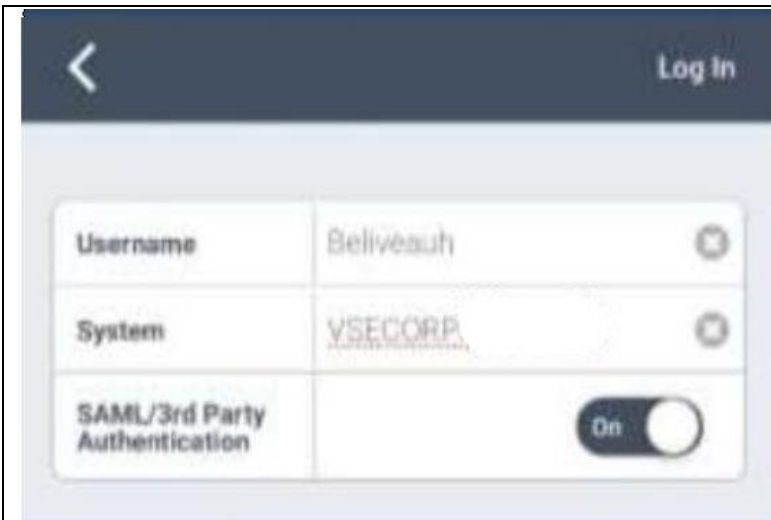 Log In
Username Beliveauh
System VSECORP.
SAML/3rd Party
Authentication On